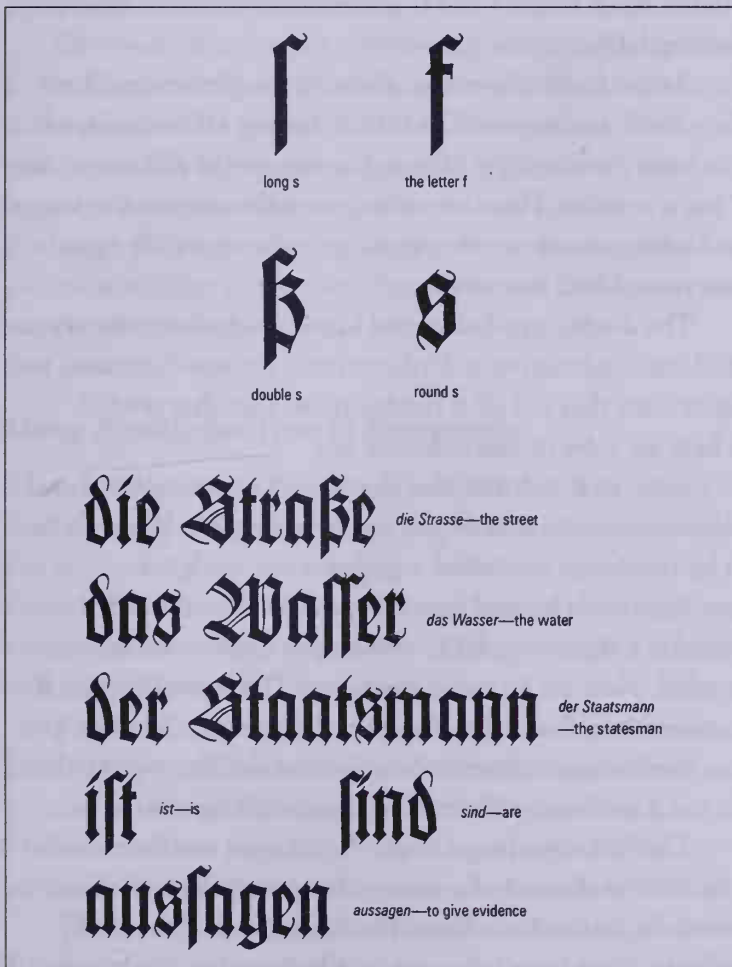 ſ f
long s the letter f
ß s
double s round s
die Straße die Strasse—the street
das Waſſer das Wasser—the water
der Staatsmann der Staatsmann
—the statesman
iſt ist—is ſind sind—are
ausſagen aussagen—to give evidence